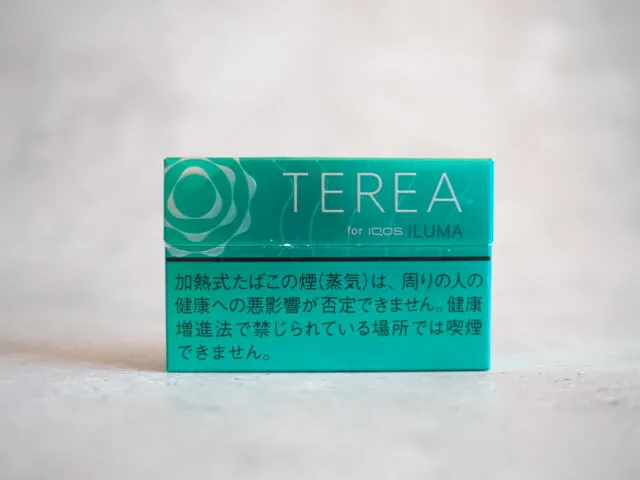 TEREA
for IQOS ILUMA
加熱式たばこの煙(蒸気)は、周りの人の
健康への悪影響が否定できません。健康
増進法で禁じられている場所では喫煙
できません。